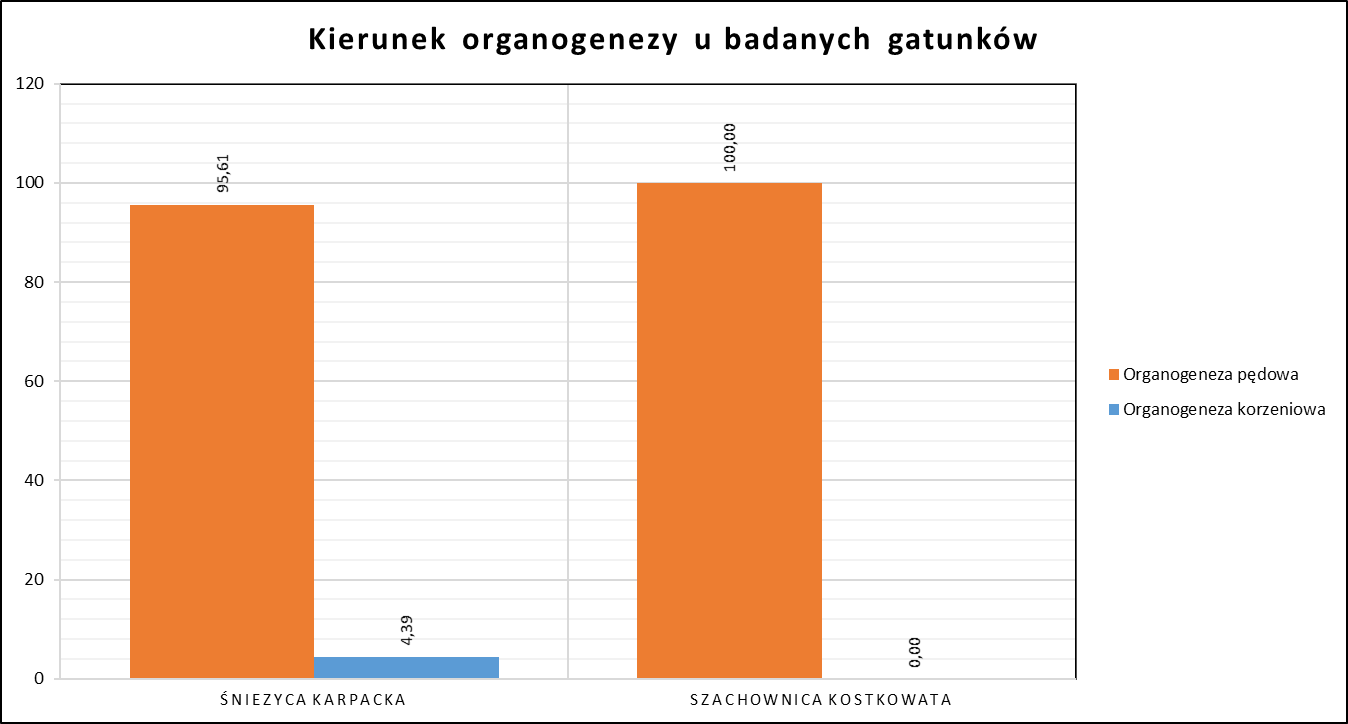 Kierunek organogenezy u badanych gatunków
120
100
80
60
40
20
0
95,61
4,39
100,00
0,00
ŚNIEZYCA KARPACKA
SZACHOWNICA KOSTKOWATA
Organogeneza pędowa
Organogeneza korzeniowa